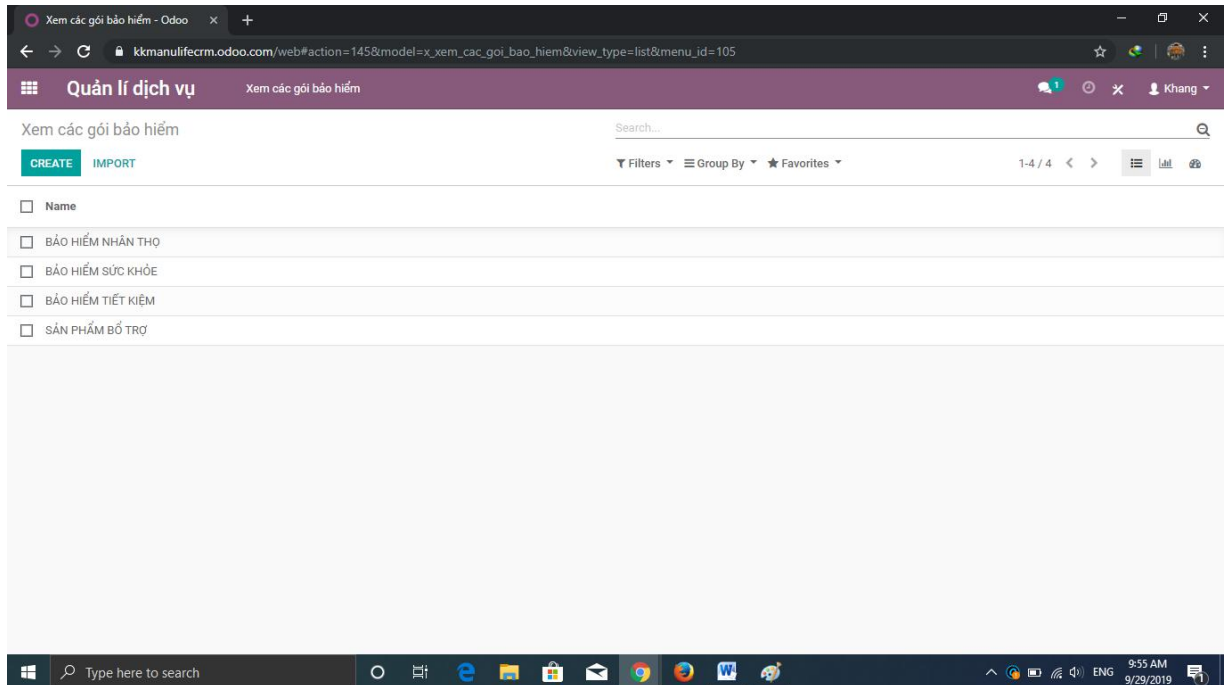 Xem các gói bảo hiểm - Odoo
kkmanulifecrm.odoo.com/web#action=145&model=x_xem_cac_goi_bao_hiem&view_type=list&menu_id=105
Quản lí dịch vụ Xem các gói bảo hiểm 1 Khang
Xem các gói bảo hiểm Search...
CREATE IMPORT Filters Group By Favorites 1-4 / 4
Name
BẢO HIỂM NHÂN THỌ
BẢO HIỂM SỨC KHỎE
BẢO HIỂM TIẾT KIỆM
SẢN PHẨM BỔ TRỢ
Type here to search ENG 9:55 AM
9/29/2019 1